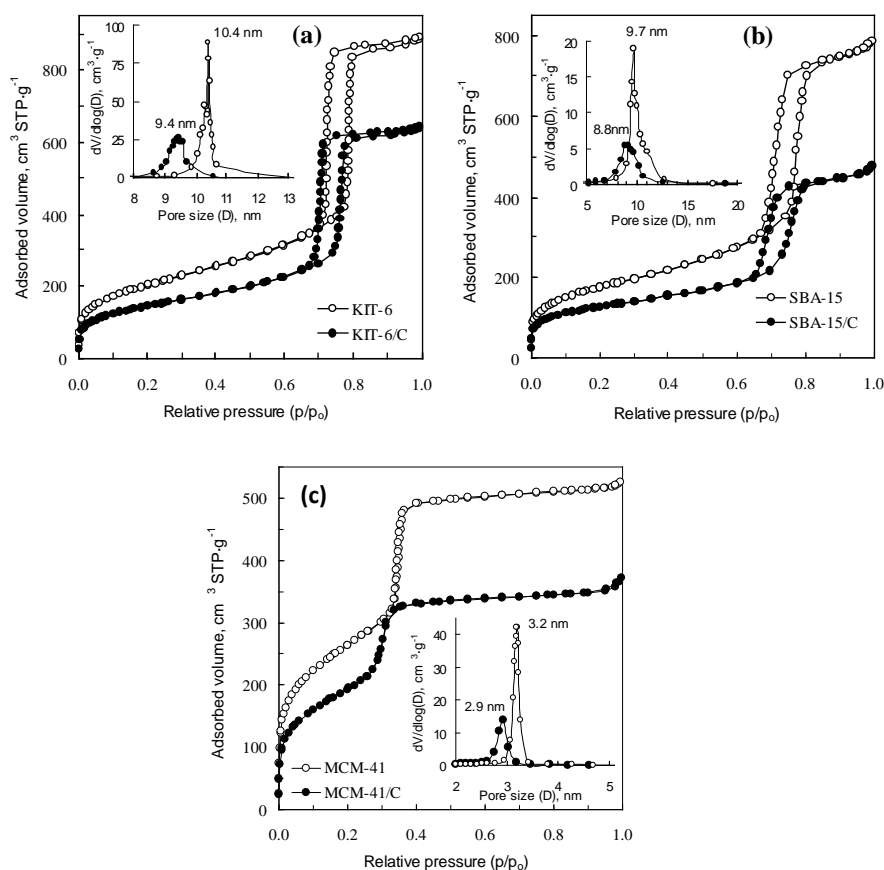 (a)
Adsorbed volume, cm³ STP·g⁻¹
1000
800
600
400
200
0
0.0 0.2 0.4 0.6 0.8 1.0
Relative pressure (p/pₒ)
KIT-6
KIT-6/C
dV/dlog(D), cm³·g⁻¹
100
75
50
25
0
8 9 10 11 12 13
Pore size (D), nm
10.4 nm
9.4 nm
(b)
Adsorbed volume, cm³ STP·g⁻¹
800
600
400
200
0
0.0 0.2 0.4 0.6 0.8 1.0
Relative pressure (p/pₒ)
SBA-15
SBA-15/C
dV/dlog(D), cm³·g⁻¹
20
15
10
5
0
5 10 15 20
Pore size (D), nm
9.7 nm
8.8nm
(c)
Adsorbed volume, cm³ STP·g⁻¹
500
400
300
200
100
0
0.0 0.2 0.4 0.6 0.8 1.0
Relative pressure (p/pₒ)
MCM-41
MCM-41/C
dV/dlog(D), cm³·g⁻¹
40
30
20
10
0
2 3 4 5
Pore size (D), nm
3.2 nm
2.9 nm